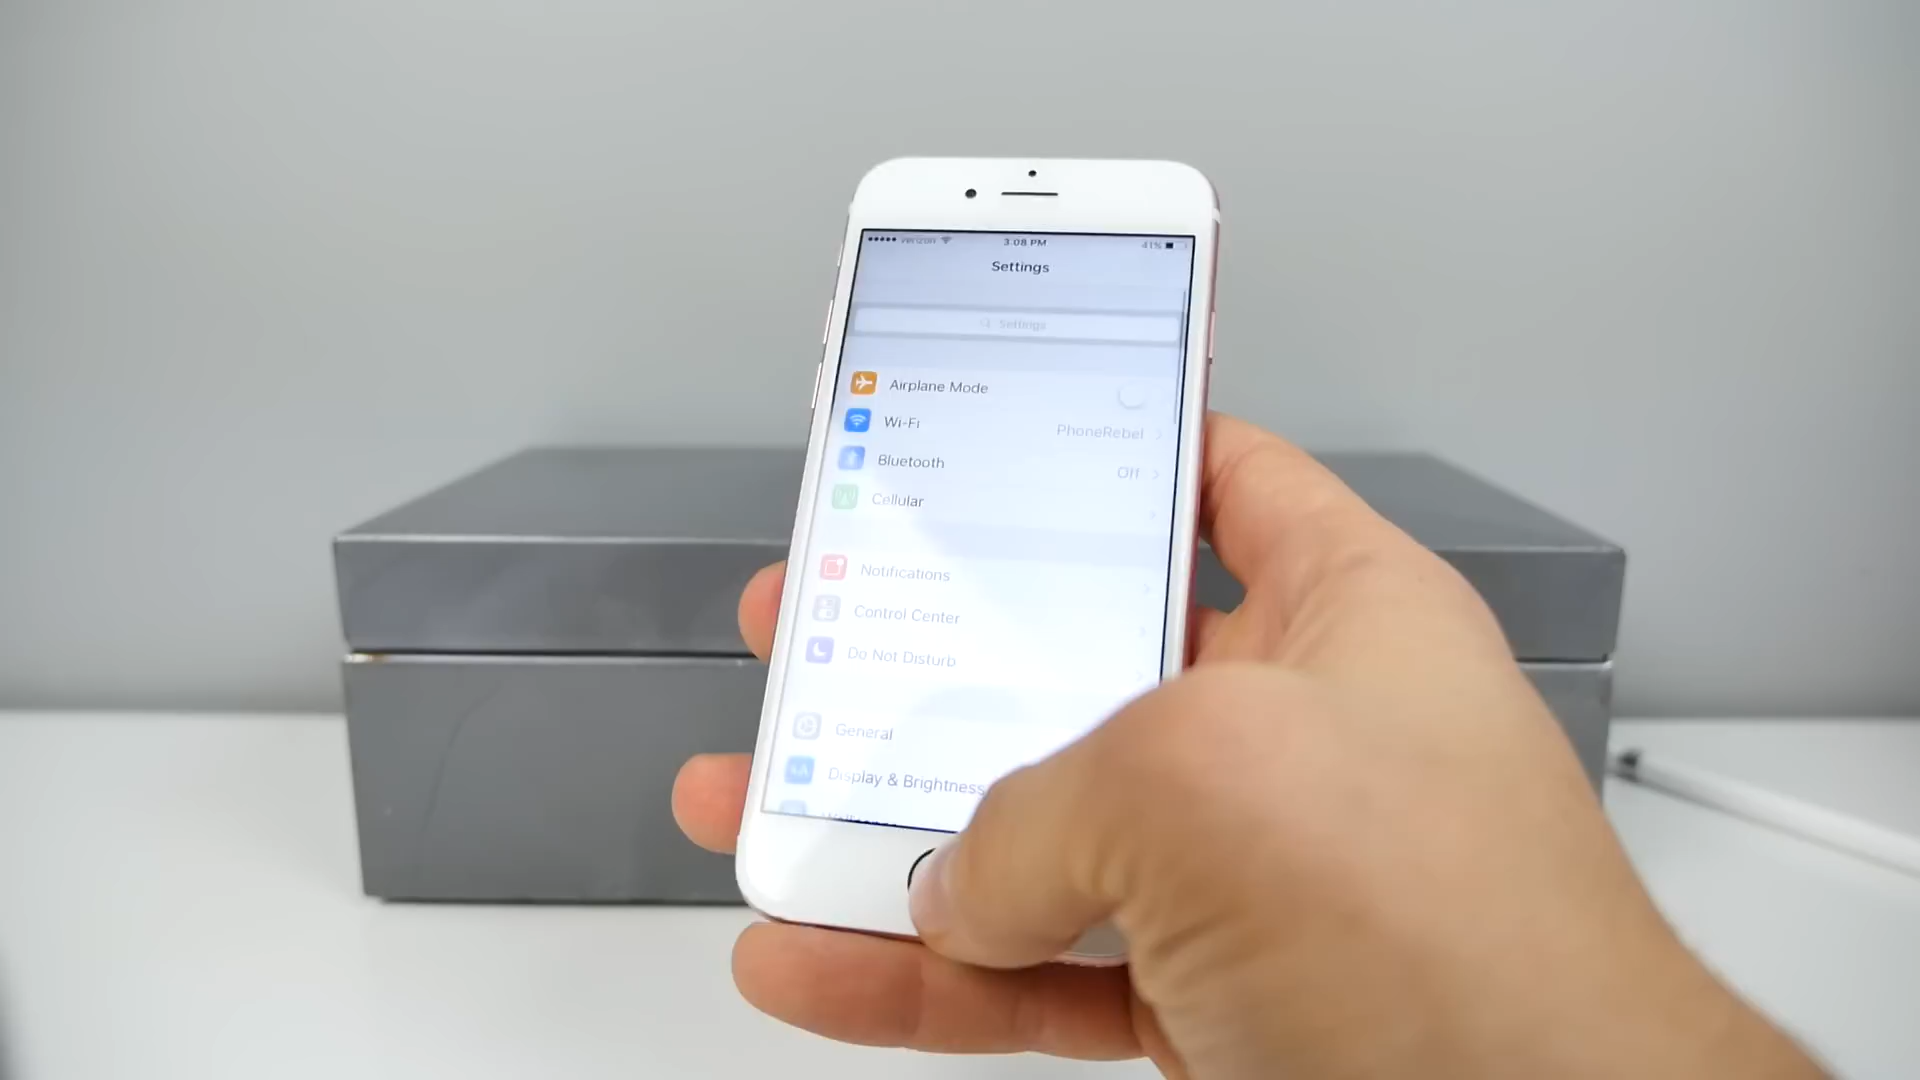 verizon 3:08 PM 41%
Settings
Settings
Airplane Mode
Wi-Fi PhoneRebel
Bluetooth Off
Cellular
Notifications
Control Center
Do Not Disturb
General
AA Display & Brightness